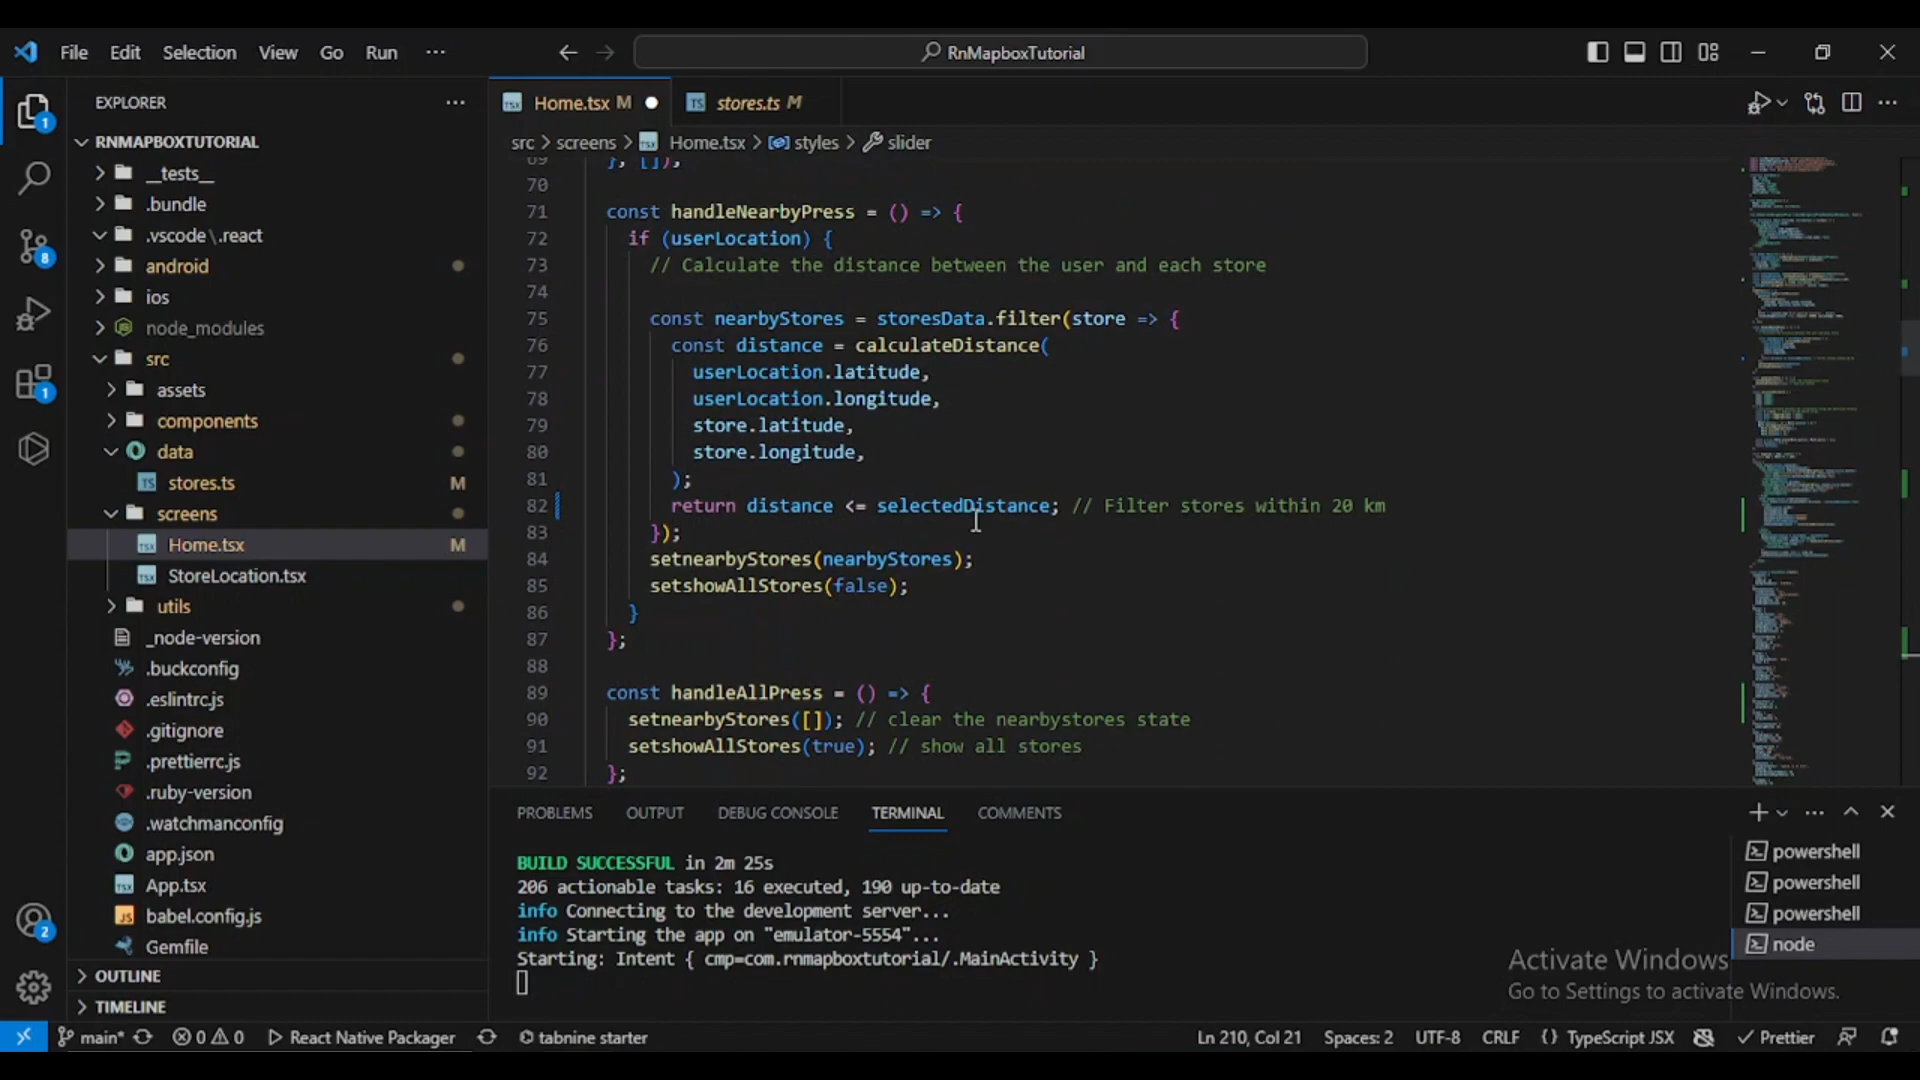 File Edit Selection View Go Run ···
RnMapboxTutorial
EXPLORER ···
RNMAPBOXTUTORIAL
__tests__
.bundle
.vscode\.react
android
ios
node_modules
src
assets
components
data
stores.ts M
screens
Home.tsx M
StoreLocation.tsx
utils
_node-version
.buckconfig
.eslintrc.js
.gitignore
.prettierrc.js
.ruby-version
.watchmanconfig
app.json
App.tsx
babel.config.js
Gemfile
OUTLINE
TIMELINE
1
8
1
2
Home.tsx M
stores.ts M
src > screens > Home.tsx > styles > slider
69 }, []);
70
71 const handleNearbyPress = () => {
72 if (userLocation) {
73 // Calculate the distance between the user and each store
74
75 const nearbyStores = storesData.filter(store => {
76 const distance = calculateDistance(
77 userLocation.latitude,
78 userLocation.longitude,
79 store.latitude,
80 store.longitude,
81 );
82 return distance <= selectedDistance; // Filter stores within 20 km
83 });
84 setnearbyStores(nearbyStores);
85 setshowAllStores(false);
86 }
87 };
88
89 const handleAllPress = () => {
90 setnearbyStores([]); // clear the nearbystores state
91 setshowAllStores(true); // show all stores
92 };
PROBLEMS OUTPUT DEBUG CONSOLE TERMINAL COMMENTS
BUILD SUCCESSFUL in 2m 25s
206 actionable tasks: 16 executed, 190 up-to-date
info Connecting to the development server...
info Starting the app on "emulator-5554"...
Starting: Intent { cmp=com.rnmapboxtutorial/.MainActivity }
powershell
powershell
powershell
node
Activate Windows
Go to Settings to activate Windows.
main* 0 0 React Native Packager tabnine starter Ln 210, Col 21 Spaces: 2 UTF-8 CRLF {} TypeScript JSX Prettier